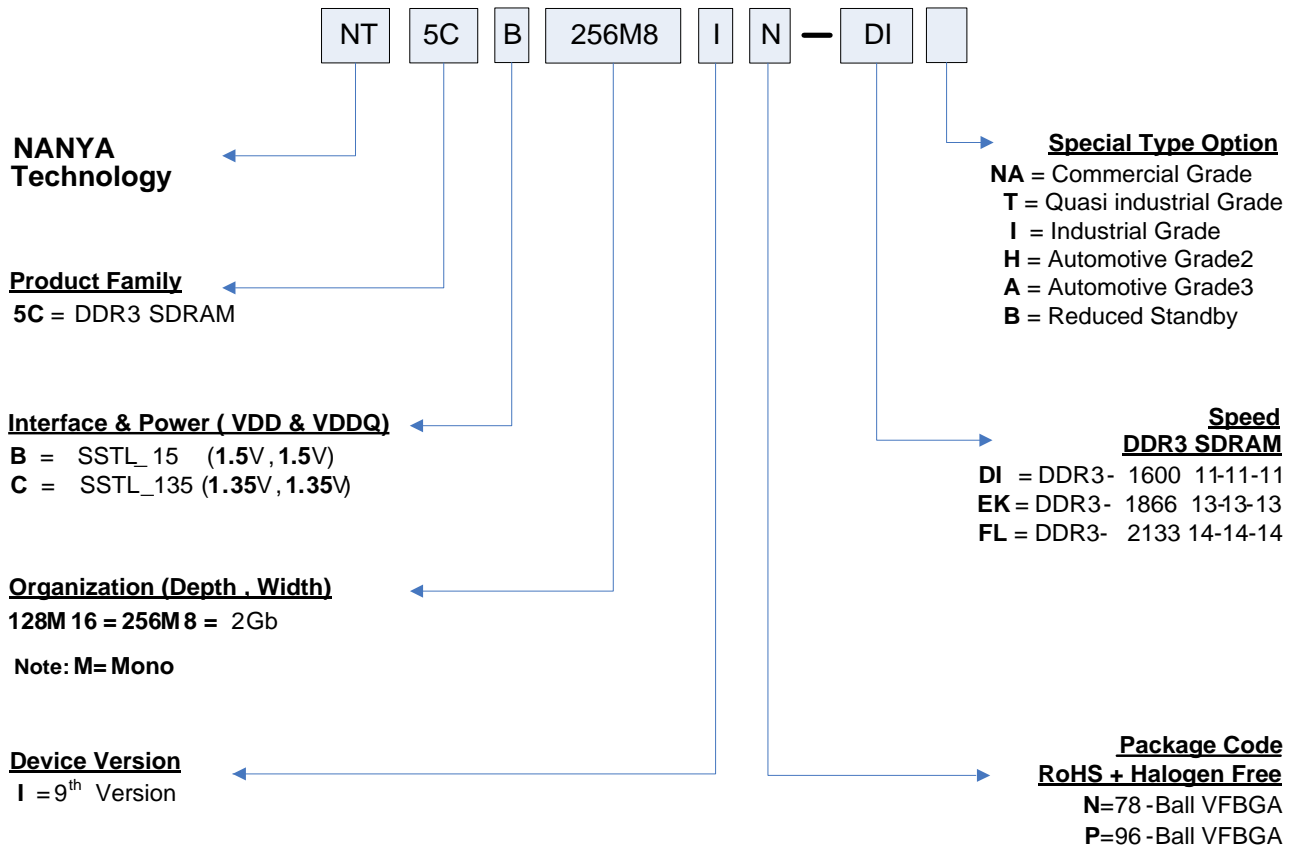 NT 5C B 256M8 I N — DI
NANYA
Technology
Product Family
5C = DDR3 SDRAM
Interface & Power ( VDD & VDDQ)
B = SSTL_ 15 (1.5V , 1.5V)
C = SSTL_135 (1.35V , 1.35V)
Organization (Depth , Width)
128M 16 = 256M 8 = 2Gb
Note: M= Mono
Device Version
I = 9th Version
Special Type Option
NA = Commercial Grade
T = Quasi industrial Grade
I = Industrial Grade
H = Automotive Grade2
A = Automotive Grade3
B = Reduced Standby
Speed
DDR3 SDRAM
DI = DDR3- 1600 11-11-11
EK = DDR3- 1866 13-13-13
FL = DDR3- 2133 14-14-14
Package Code
RoHS + Halogen Free
N=78 -Ball VFBGA
P=96 -Ball VFBGA